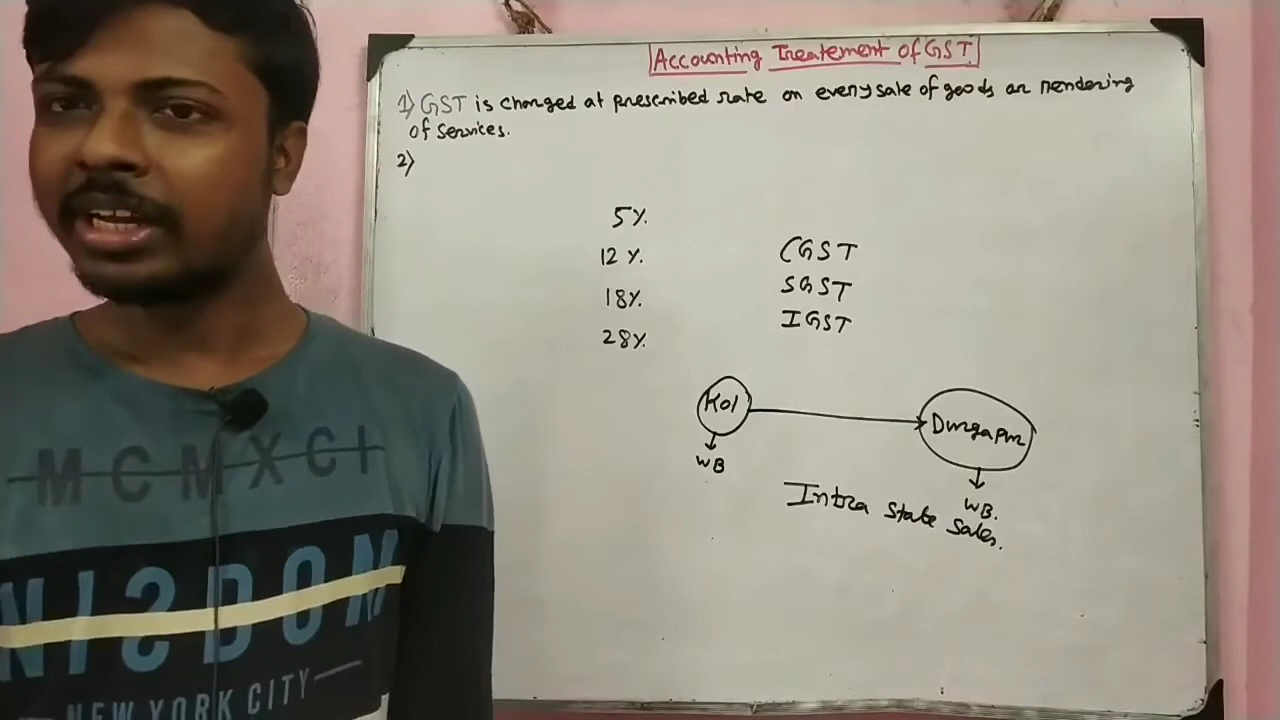 Accounting Treatement of GST.
1) GST is charged at prescribed rate on every sale of goods or rendering
of services.
2)
5%.
12%.
18%.
28%.
CGST
SGST
IGST
Kol
Durgapur
WB
WB.
Intra state sales.
MCMXCI
WISDOM
NEW YORK CITY